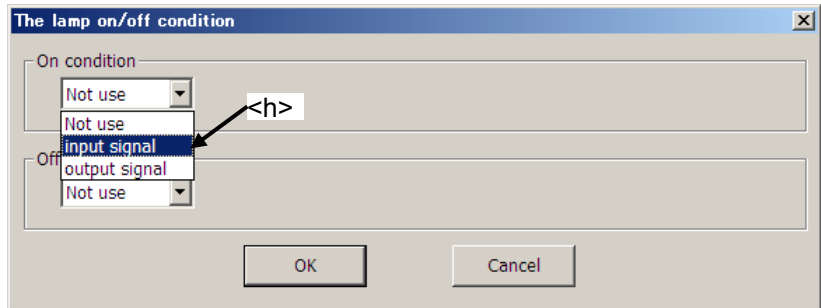 The lamp on/off condition
On condition
Not use
<h>
Not use
input signal
output signal
Off
Not use
OK
Cancel